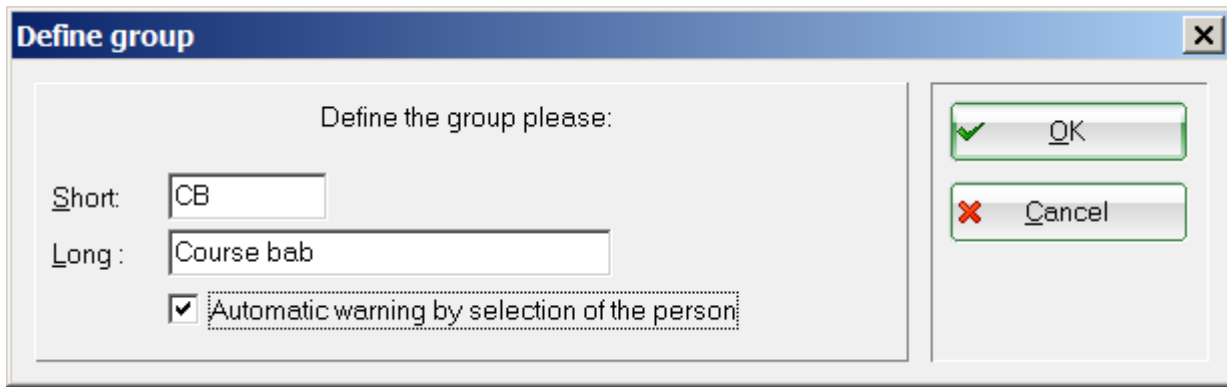 Define group
Define the group please:
Short: CB
Long : Course bab
Automatic warning by selection of the person
OK
Cancel